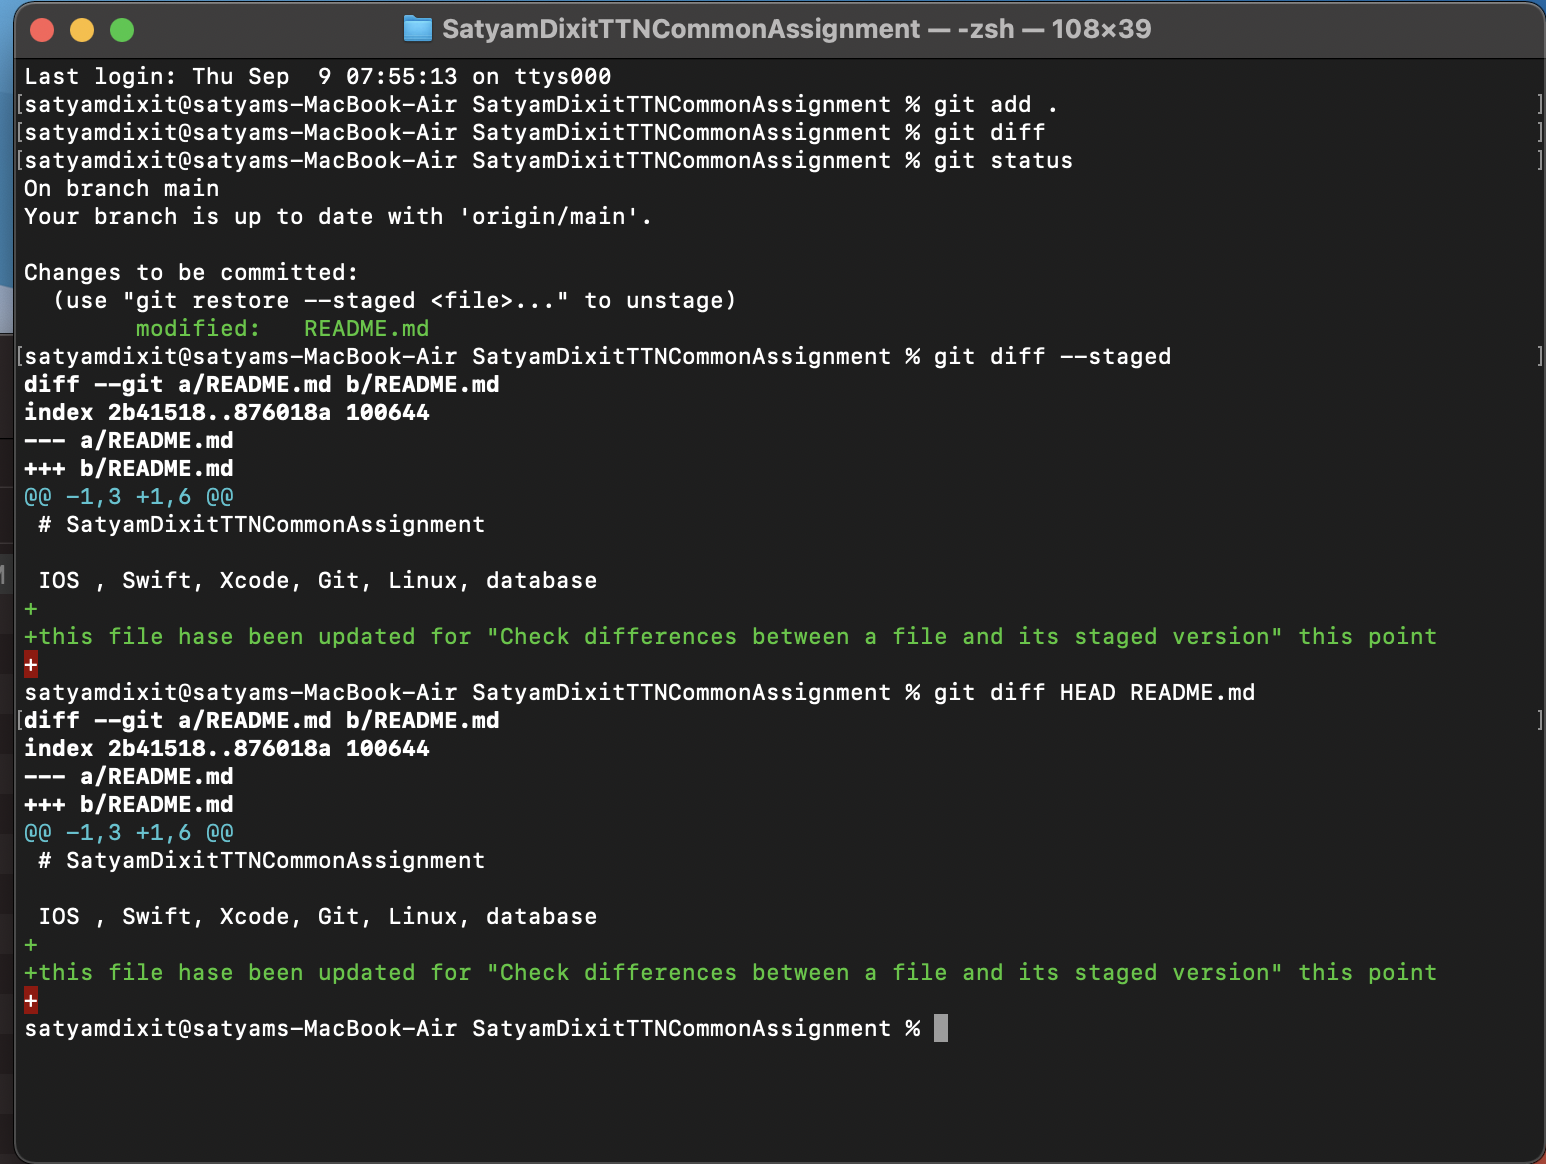 SatyamDixitTTNCommonAssignment — -zsh — 108×39
Last login: Thu Sep  9 07:55:13 on ttys000
[satyamdixit@satyams-MacBook-Air SatyamDixitTTNCommonAssignment % git add . ]
[satyamdixit@satyams-MacBook-Air SatyamDixitTTNCommonAssignment % git diff ]
[satyamdixit@satyams-MacBook-Air SatyamDixitTTNCommonAssignment % git status ]
On branch main
Your branch is up to date with 'origin/main'.
Changes to be committed:
  (use "git restore --staged <file>..." to unstage)
        modified:   README.md
[satyamdixit@satyams-MacBook-Air SatyamDixitTTNCommonAssignment % git diff --staged ]
diff --git a/README.md b/README.md
index 2b41518..876018a 100644
--- a/README.md
+++ b/README.md
@@ -1,3 +1,6 @@
 # SatyamDixitTTNCommonAssignment
 IOS , Swift, Xcode, Git, Linux, database
+
+this file hase been updated for "Check differences between a file and its staged version" this point
+
satyamdixit@satyams-MacBook-Air SatyamDixitTTNCommonAssignment % git diff HEAD README.md
[diff --git a/README.md b/README.md ]
index 2b41518..876018a 100644
--- a/README.md
+++ b/README.md
@@ -1,3 +1,6 @@
 # SatyamDixitTTNCommonAssignment
 IOS , Swift, Xcode, Git, Linux, database
+
+this file hase been updated for "Check differences between a file and its staged version" this point
+
satyamdixit@satyams-MacBook-Air SatyamDixitTTNCommonAssignment %